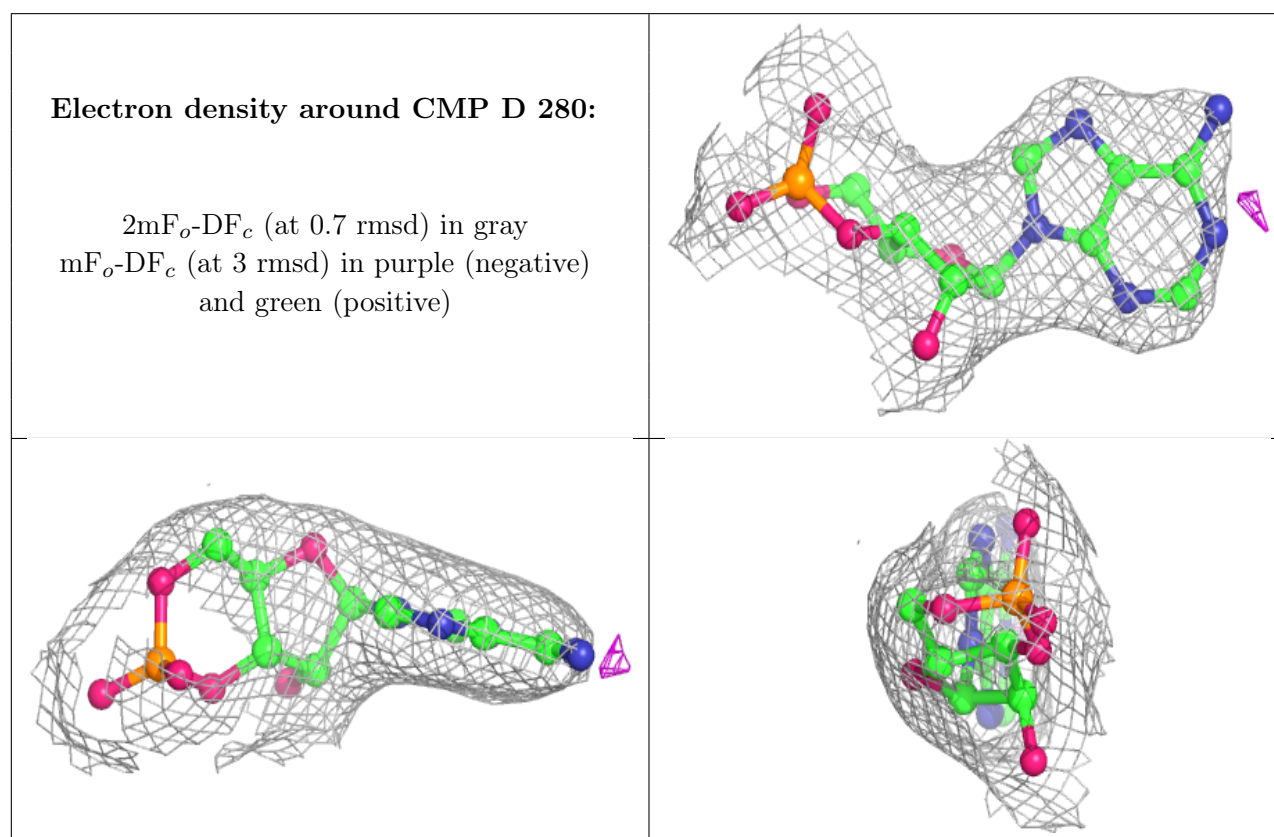 Electron density around CMP D 280:
2mFo-DFc (at 0.7 rmsd) in gray
mFo-DFc (at 3 rmsd) in purple (negative)
and green (positive)